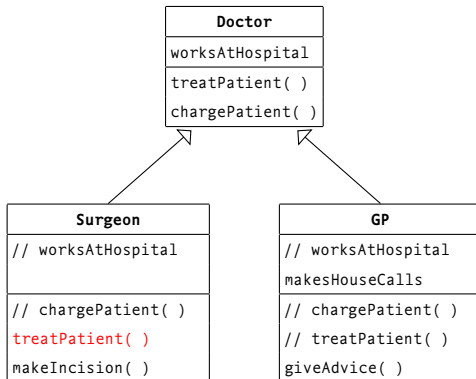 Doctor
worksAtHospital
treatPatient( )
chargePatient( )
Surgeon
// worksAtHospital
// chargePatient( )
treatPatient( )
makeIncision( )
GP
// worksAtHospital
makesHouseCalls
// chargePatient( )
// treatPatient( )
giveAdvice( )